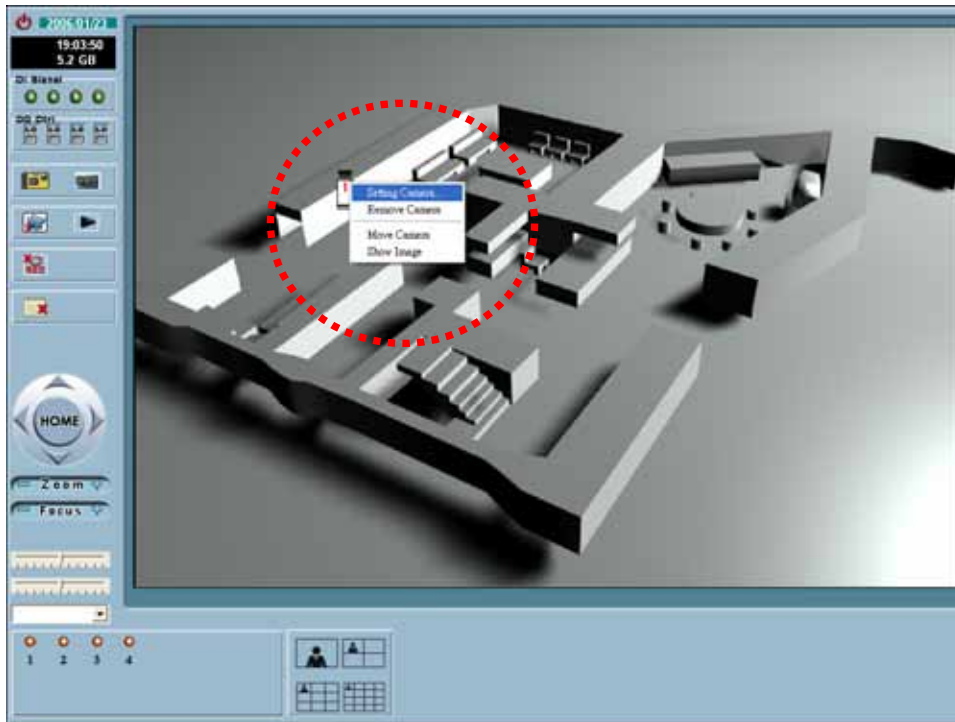 2006/01/23
19:03:50
5.2 GB
DI Signal
DO Ctrl
1
Setting Camera
Remove Camera
Move Camera
Show Image
HOME
Zoom
Focus
1 2 3 4